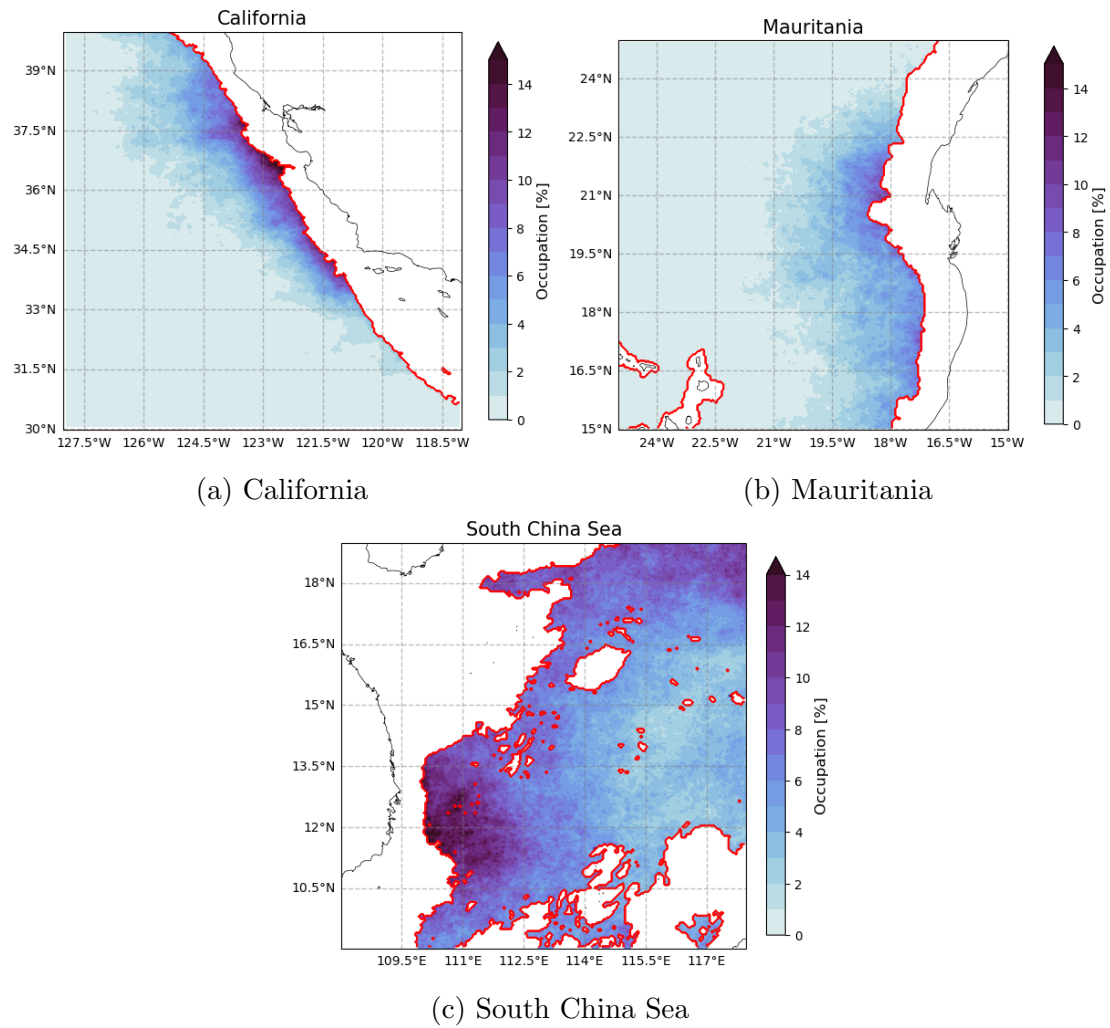 California
39°N
37.5°N
36°N
34.5°N
33°N
31.5°N
30°N
127.5°W 126°W 124.5°W 123°W 121.5°W 120°W 118.5°W
14
12
10
8
6
4
2
0
Occupation [%]
(a) California
Mauritania
24°N
22.5°N
21°N
19.5°N
18°N
16.5°N
15°N
24°W 22.5°W 21°W 19.5°W 18°W 16.5°W 15°W
14
12
10
8
6
4
2
0
Occupation [%]
(b) Mauritania
South China Sea
18°N
16.5°N
15°N
13.5°N
12°N
10.5°N
109.5°E 111°E 112.5°E 114°E 115.5°E 117°E
14
12
10
8
6
4
2
0
Occupation [%]
(c) South China Sea